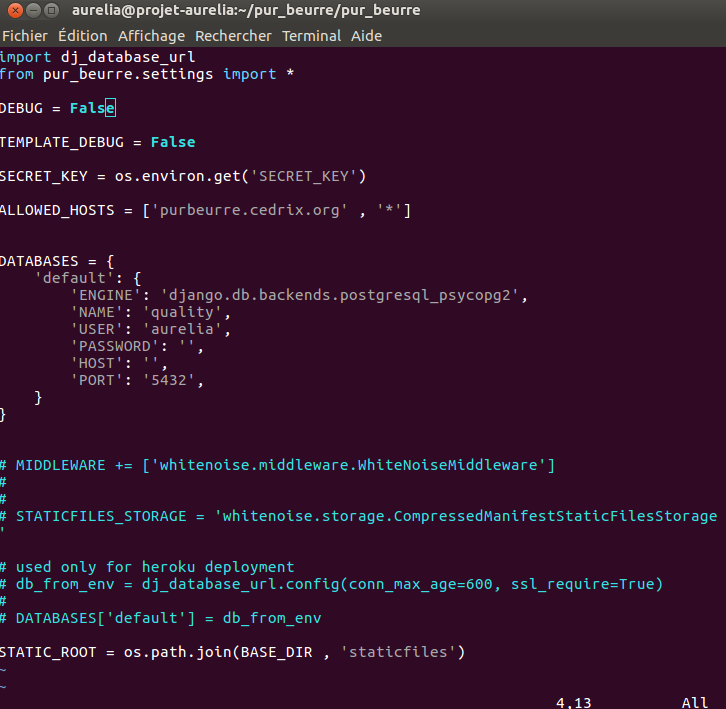 aurelia@projet-aurelia:~/pur_beurre/pur_beurre
Fichier Édition Affichage Rechercher Terminal Aide
import dj_database_url
from pur_beurre.settings import *
DEBUG = False
TEMPLATE_DEBUG = False
SECRET_KEY = os.environ.get('SECRET_KEY')
ALLOWED_HOSTS = ['purbeurre.cedrix.org' , '*']
DATABASES = {
    'default': {
        'ENGINE': 'django.db.backends.postgresql_psycopg2',
        'NAME': 'quality',
        'USER': 'aurelia',
        'PASSWORD': '',
        'HOST': '',
        'PORT': '5432',
    }
}
# MIDDLEWARE += ['whitenoise.middleware.WhiteNoiseMiddleware']
#
#
# STATICFILES_STORAGE = 'whitenoise.storage.CompressedManifestStaticFilesStorage
'
# used only for heroku deployment
# db_from_env = dj_database_url.config(conn_max_age=600, ssl_require=True)
#
# DATABASES['default'] = db_from_env
STATIC_ROOT = os.path.join(BASE_DIR , 'staticfiles')
~
~
4,13 All